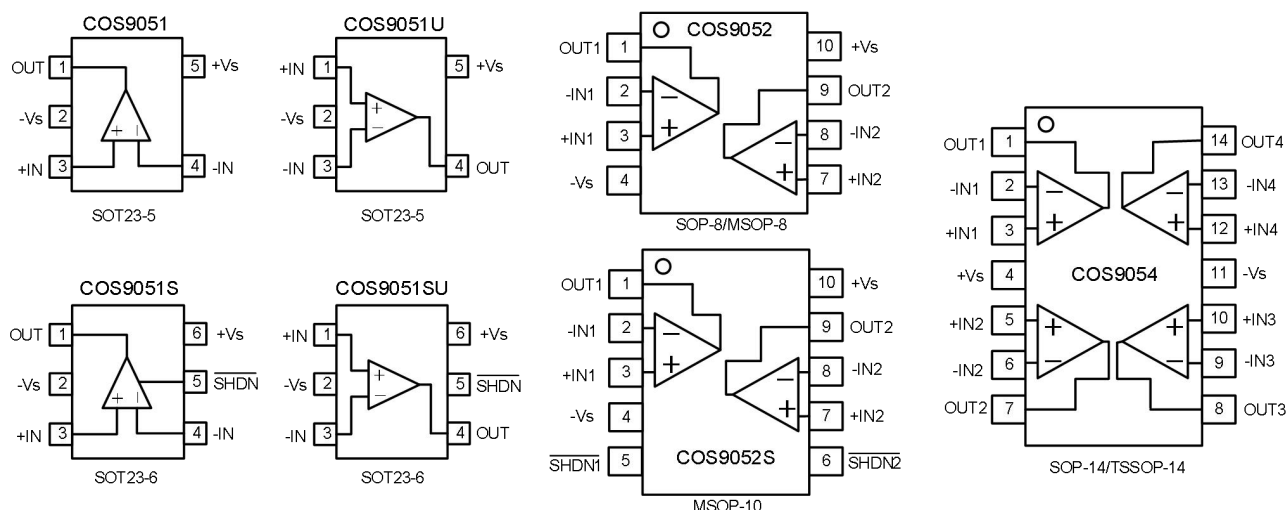 COS9051
OUT 1 5 +Vs
-Vs 2
+IN 3 4 -IN
+ −
SOT23-5
COS9051U
+IN 1 5 +Vs
-Vs 2
-IN 3 4 OUT
+
−
SOT23-5
COS9052
OUT1 1 10 +Vs
-IN1 2 9 OUT2
+IN1 3 8 -IN2
-Vs 4 7 +IN2
−
+
−
+
SOP-8/MSOP-8
COS9051S
OUT 1 6 +Vs
-Vs 2 5 SHDN
+IN 3 4 -IN
+ −
SOT23-6
COS9051SU
+IN 1 6 +Vs
-Vs 2 5 SHDN
-IN 3 4 OUT
+
−
SOT23-6
OUT1 1 10 +Vs
-IN1 2 9 OUT2
+IN1 3 8 -IN2
-Vs 4 7 +IN2
SHDN1 5 6 SHDN2
−
+
−
+
COS9052S
MSOP-10
OUT1 1 14 OUT4
-IN1 2 13 -IN4
+IN1 3 12 +IN4
+Vs 4 COS9054 11 -Vs
+IN2 5 10 +IN3
-IN2 6 9 -IN3
OUT2 7 8 OUT3
− −
+ +
+ +
− −
SOP-14/TSSOP-14